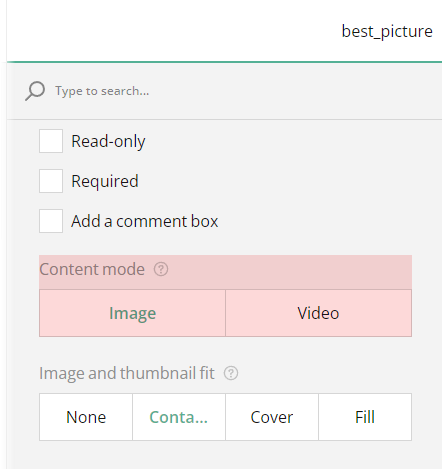 best_picture
Type to search...
Read-only
Required
Add a comment box
Content mode ?
Image Video
Image and thumbnail fit ?
None Conta... Cover Fill